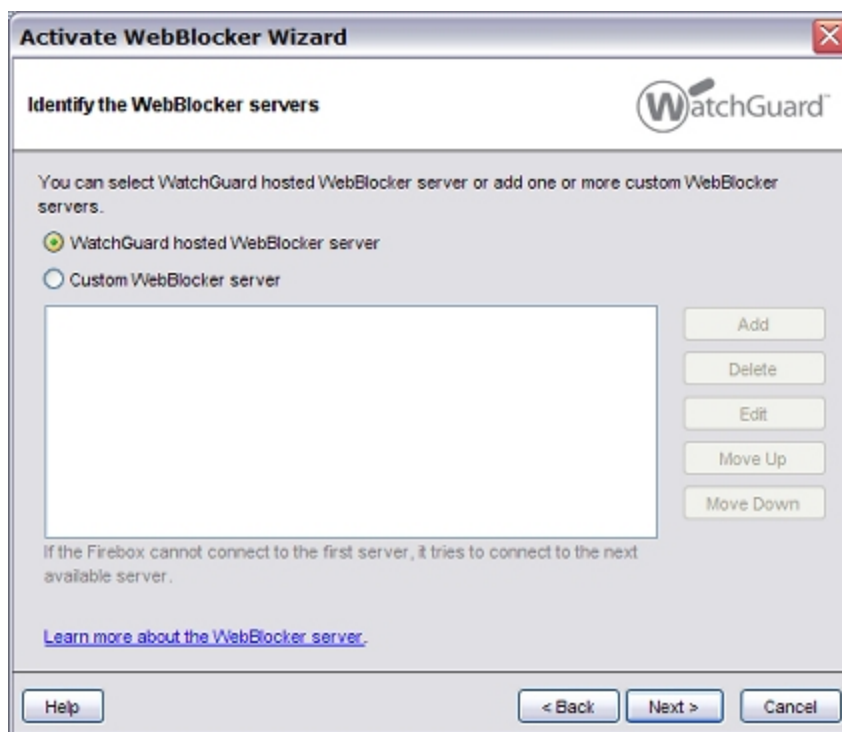 Activate WebBlocker Wizard
Identify the WebBlocker servers
WatchGuard
You can select WatchGuard hosted WebBlocker server or add one or more custom WebBlocker
servers.
WatchGuard hosted WebBlocker server
Custom WebBlocker server
Add
Delete
Edit
Move Up
Move Down
If the Firebox cannot connect to the first server, it tries to connect to the next
available server.
Learn more about the WebBlocker server.
Help
< Back
Next >
Cancel